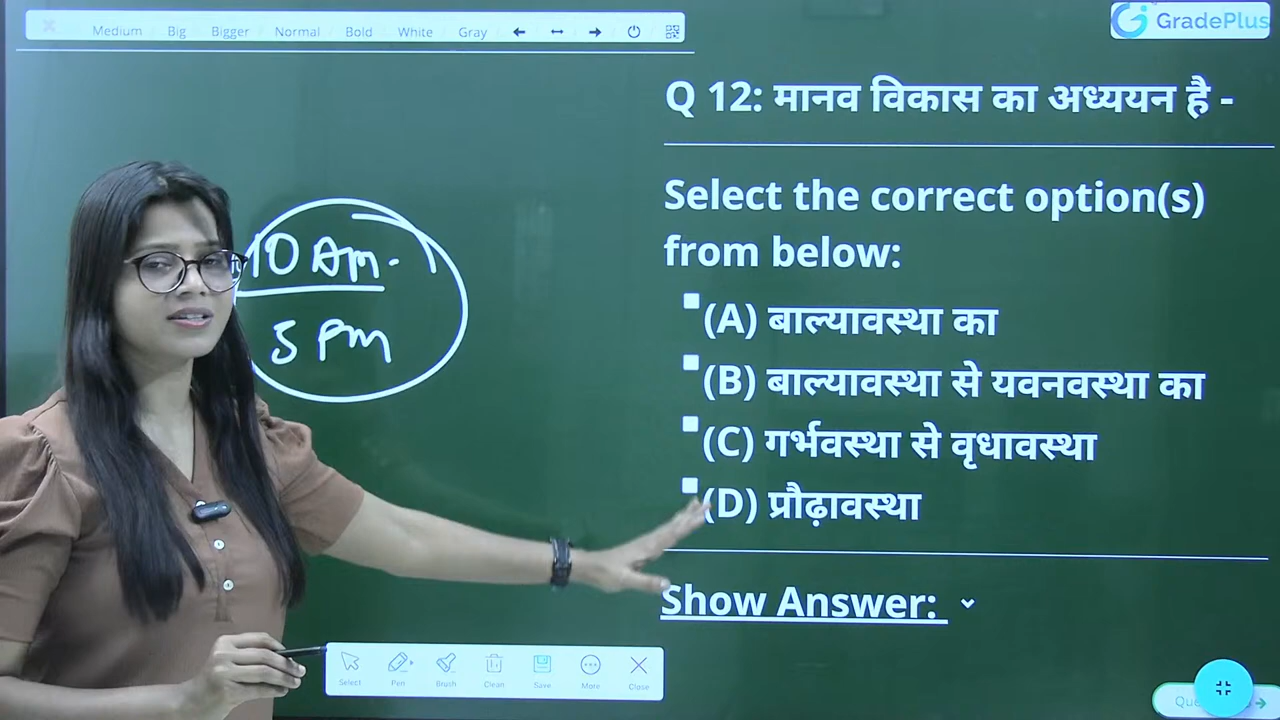 Medium Big Bigger Normal Bold White Gray
GradePlus
Q 12: मानव विकास का अध्ययन है -
Select the correct option(s)
from below:
(A) बाल्यावस्था का
(B) बाल्यावस्था से यवनवस्था का
(C) गर्भवस्था से वृधावस्था
(D) प्रौढ़ावस्था
Show Answer:
10 Am.
5 Pm
Select Pen Brush Clean Save More Close